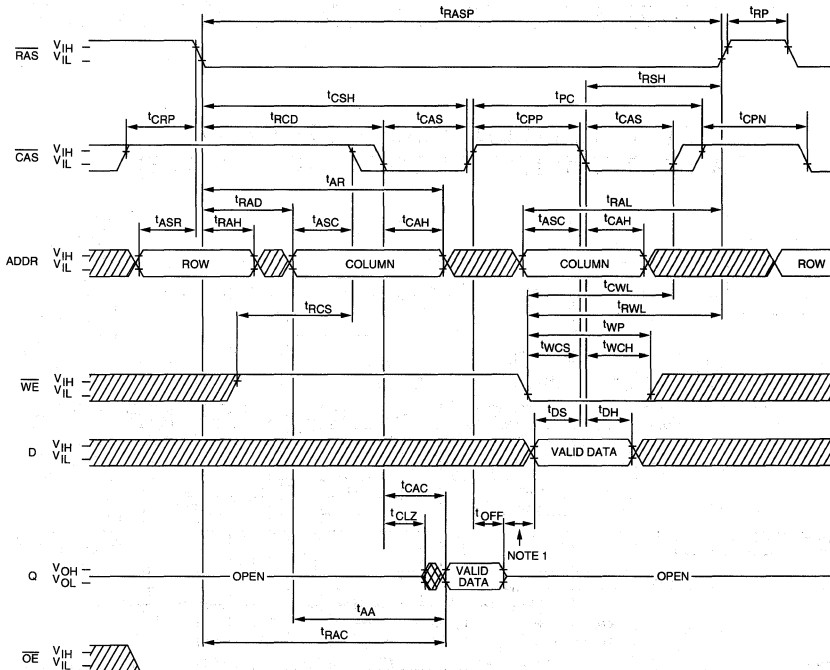 tRASP
tRP
RAS
VIH
VIL
tRSH
tCSH
tPC
tCRP
tRCD
tCAS
tCPP
tCAS
tCPN
CAS
VIH
VIL
tAR
tRAD
tRAL
tASR
tRAH
tASC
tCAH
tASC
tCAH
ADDR
VIH
VIL
ROW
COLUMN
COLUMN
ROW
tCWL
tRCS
tRWL
tWP
tWCS
tWCH
WE
VIH
VIL
tDS
tDH
D
VIH
VIL
VALID DATA
tCAC
tCLZ
tOFF
NOTE 1
Q
VOH
VOL
OPEN
VALID
DATA
OPEN
tAA
tRAC
OE
VIH
VIL